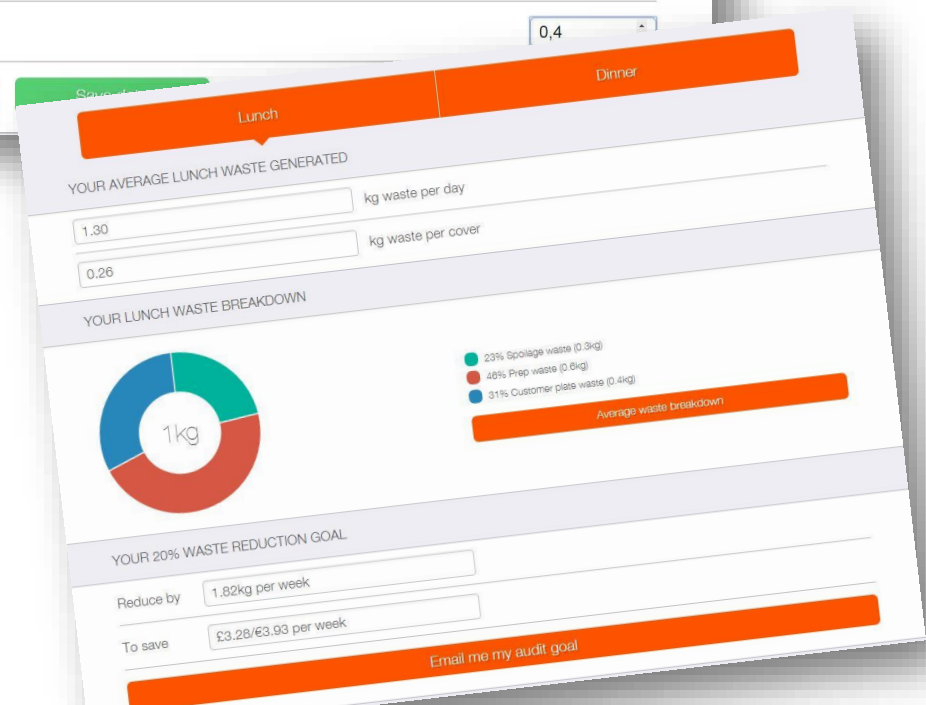 0,4
Save
Lunch
Dinner
YOUR AVERAGE LUNCH WASTE GENERATED
1.30
kg waste per day
0.26
kg waste per cover
YOUR LUNCH WASTE BREAKDOWN
1kg
23% Spoilage waste (0.3kg)
46% Prep waste (0.6kg)
31% Customer plate waste (0.4kg)
Average waste breakdown
YOUR 20% WASTE REDUCTION GOAL
Reduce by
1.82kg per week
To save
£3.28/€3.93 per week
Email me my audit goal